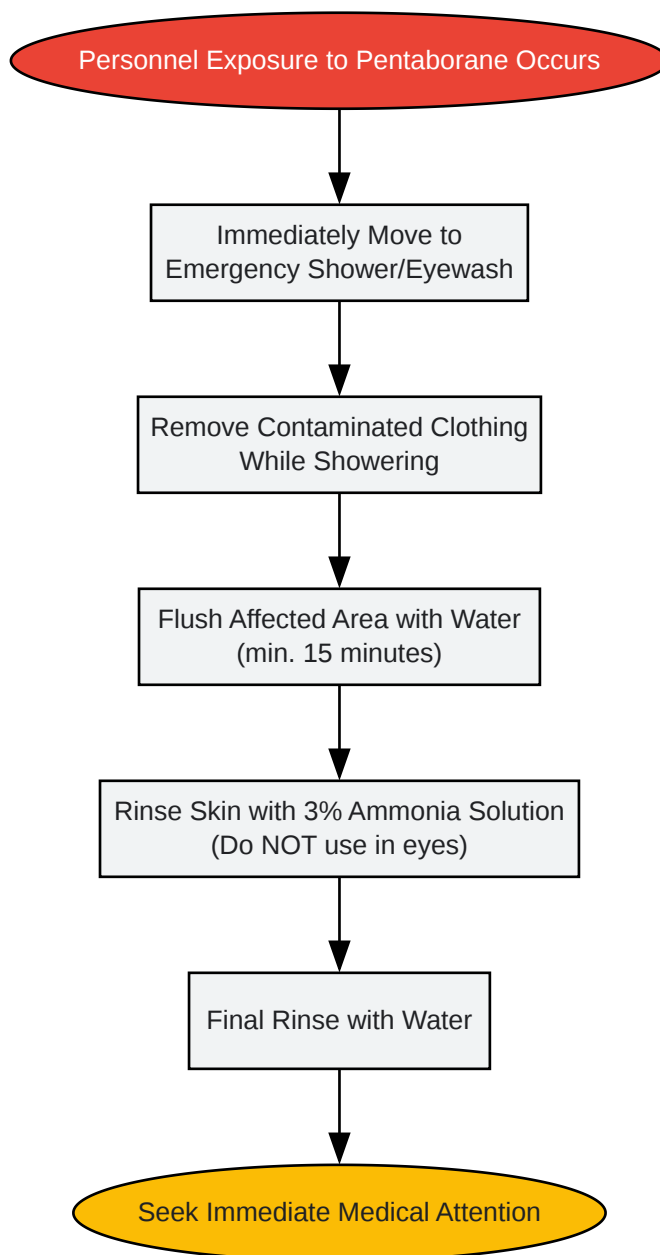 Personnel Exposure to Pentaborane Occurs
Immediately Move to
Emergency Shower/Eyewash
Remove Contaminated Clothing
While Showering
Flush Affected Area with Water
(min. 15 minutes)
Rinse Skin with 3% Ammonia Solution
(Do NOT use in eyes)
Final Rinse with Water
Seek Immediate Medical Attention